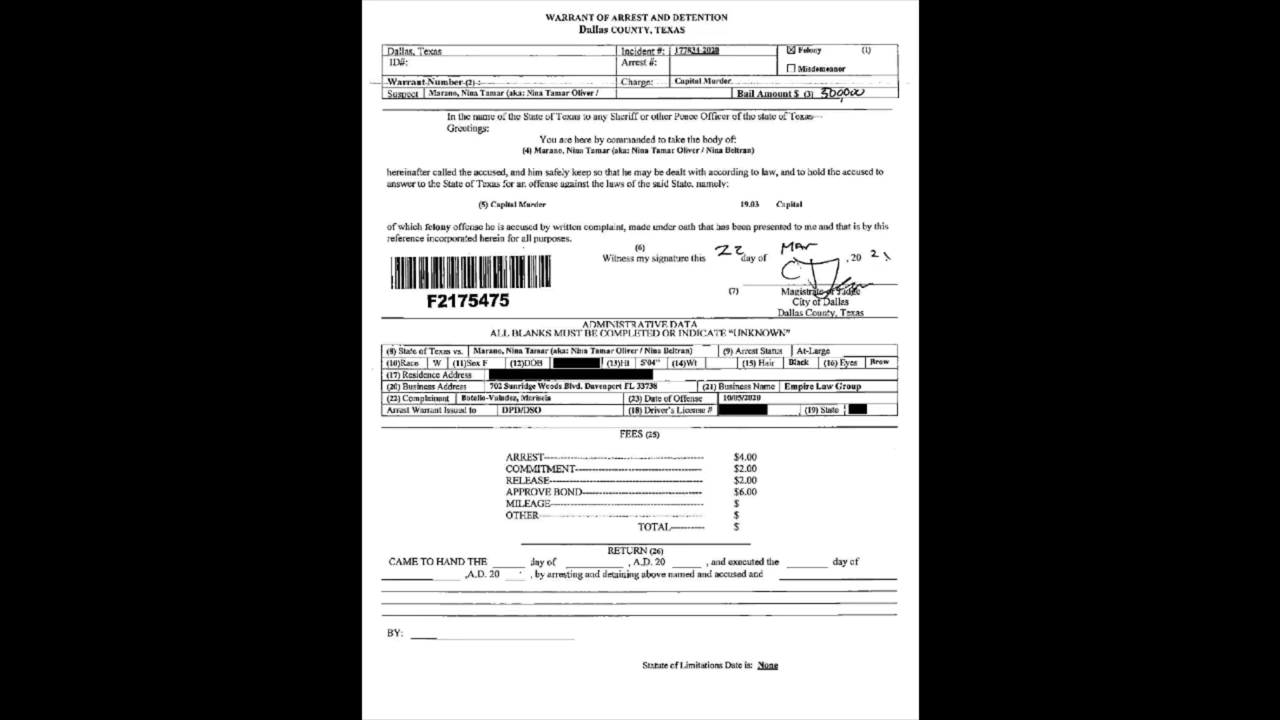 WARRANT OF ARREST AND DETENTION
Dallas COUNTY, TEXAS
Dallas, Texas Incident #: 177834-2020 ☒ Felony (1)
ID#: Arrest #: ☐ Misdemeanor
Warrant Number (2) : Charge: Capital Murder
Suspect Marano, Nina Tamar (aka: Nina Tamar Oliver / Bail Amount $ (3) 500,000
In the name of the State of Texas to any Sheriff or other Peace Officer of the state of Texas---
Greetings:
You are here by commanded to take the body of:
(4) Marano, Nina Tamar (aka: Nina Tamar Oliver / Nina Beltran)
hereinafter called the accused, and him safely keep so that he may be dealt with according to law, and to hold the accused to
answer to the State of Texas for an offense against the laws of the said State, namely:
(5) Capital Murder 19.03 Capital
of which felony offense he is accused by written complaint, made under oath that has been presented to me and that is by this
reference incorporated herein for all purposes.
(6)
Witness my signature this 22 day of Mar , 20 21
F2175475
(7) Magistrate or Judge
City of Dallas
Dallas County, Texas
ADMINISTRATIVE DATA
ALL BLANKS MUST BE COMPLETED OR INDICATE "UNKNOWN"
(8) State of Texas vs. Marano, Nina Tamar (aka: Nina Tamar Oliver / Nina Beltran) (9) Arrest Status At-Large
(10)Race W (11)Sex F (12)DOB (13)Ht 5'04" (14)Wt (15) Hair Black (16) Eyes Brow
(17) Residence Address
(20) Business Address 702 Sunridge Woods Blvd. Davenport FL 33738 (21) Business Name Empire Law Group
(22) Complainant Botello-Valadez, Marisela (23) Date of Offense 10/05/2020
Arrest Warrant Issued to DPD/DSO (18) Driver's License # (19) State
FEES (25)
ARREST $4.00
COMMITMENT $2.00
RELEASE $2.00
APPROVE BOND $6.00
MILEAGE $
OTHER $
TOTAL $
RETURN (26)
CAME TO HAND THE ______ day of __________ , A.D. 20 _____ , and executed the ________ day of
__________ ,A.D. 20 ____ , by arresting and detaining above named and accused and ________
BY: ____
Statute of Limitations Date is: None